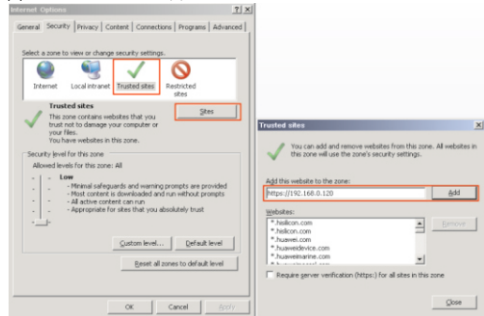 Internet Options
General Security Privacy Content Connections Programs Advanced
Select a zone to view or change security settings.
Internet Local intranet Trusted sites Restricted sites
Trusted sites
Sites
This zone contains websites that you
trust not to damage your computer or
your files.
You have websites in this zone.
Security level for this zone
Allowed levels for this zone: All
Low
- Minimal safeguards and warning prompts are provided
- Most content is downloaded and run without prompts
- All active content can run
- Appropriate for sites that you absolutely trust
Custom level... Default level
Reset all zones to default level
OK Cancel Apply
Trusted sites
You can add and remove websites from this zone. All websites in
this zone will use the zone's security settings.
Add this website to the zone:
https://192.168.0.120 Add
Websites:
*.hisilicon.com Remove
*.hsilicon.com
*.huawei.com
*.huaweidevice.com
*.huaweimarine.com
Require server verification (https:) for all sites in this zone
Close